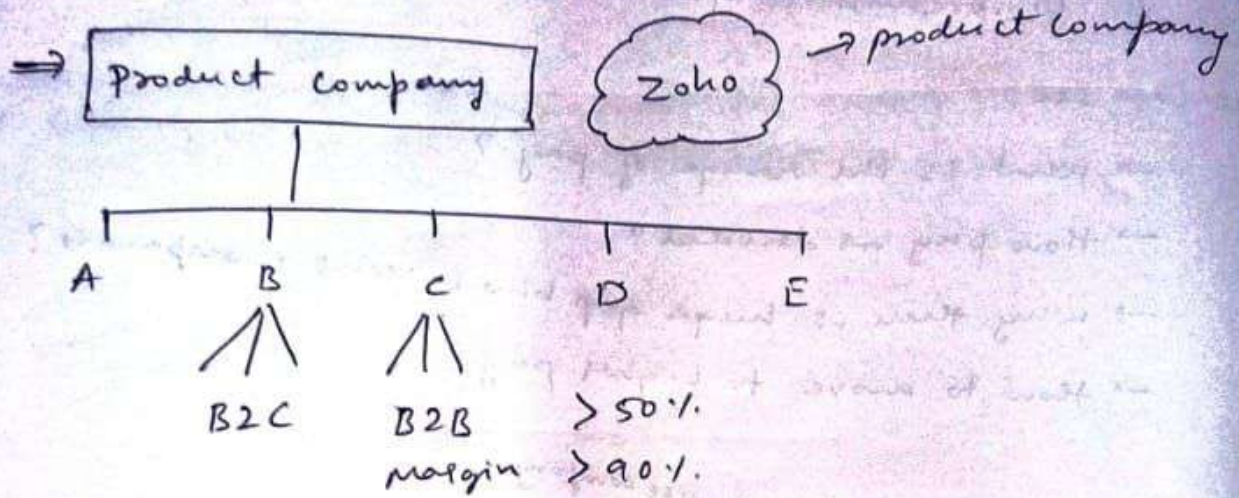 ⇒ Product company Zoho → product company
A B C D E
B2C B2B > 50%.
margin > 90%.